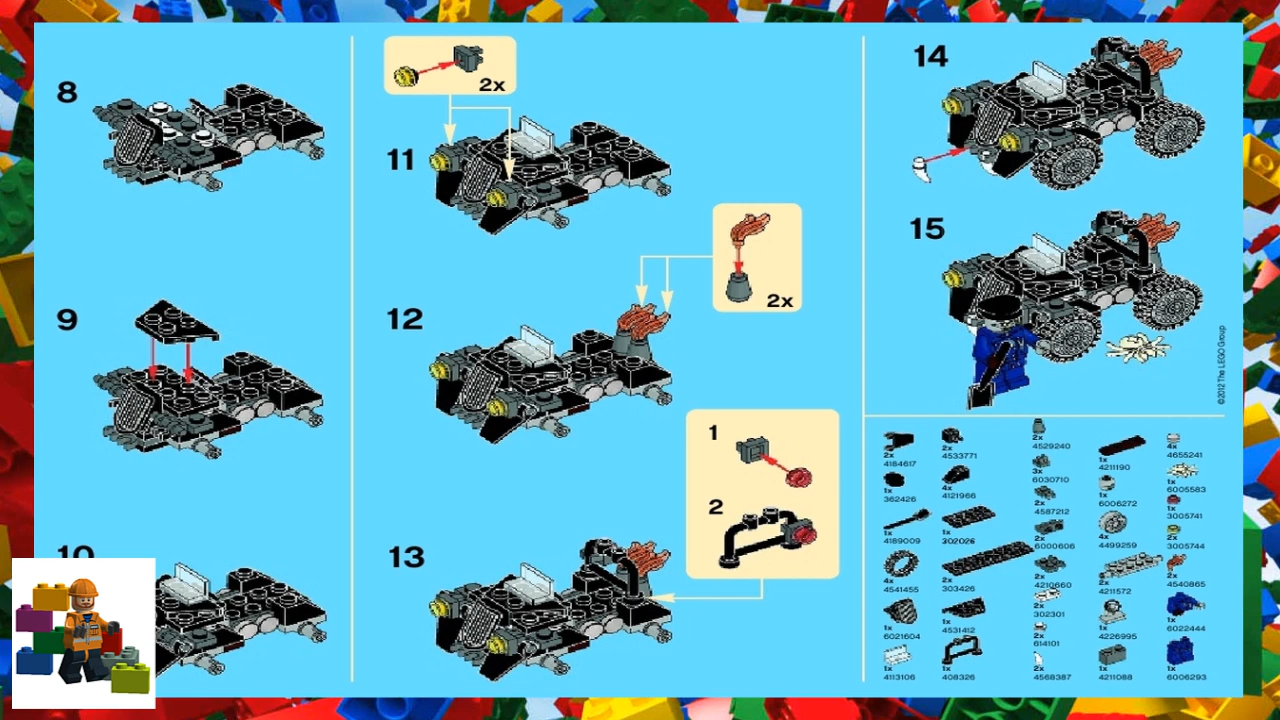 8
9
10
2x
11
12
2x
1
2
13
14
15
©2012 The LEGO Group
2x
4184617
1x
362426
1x
4189009
4x
4541455
1x
6021604
1x
4113106
2x
4533771
4x
4121966
1x
302026
2x
303426
1x
4531412
1x
408326
2x
4529240
3x
6030710
2x
4587212
2x
6000606
2x
4210660
2x
302301
2x
614101
2x
4568387
1x
4211190
1x
6006272
4x
4499259
2x
4211572
1x
4226995
1x
4211088
4x
4655241
1x
6005583
1x
3005741
2x
3005744
2x
4540865
1x
6022444
1x
6006293